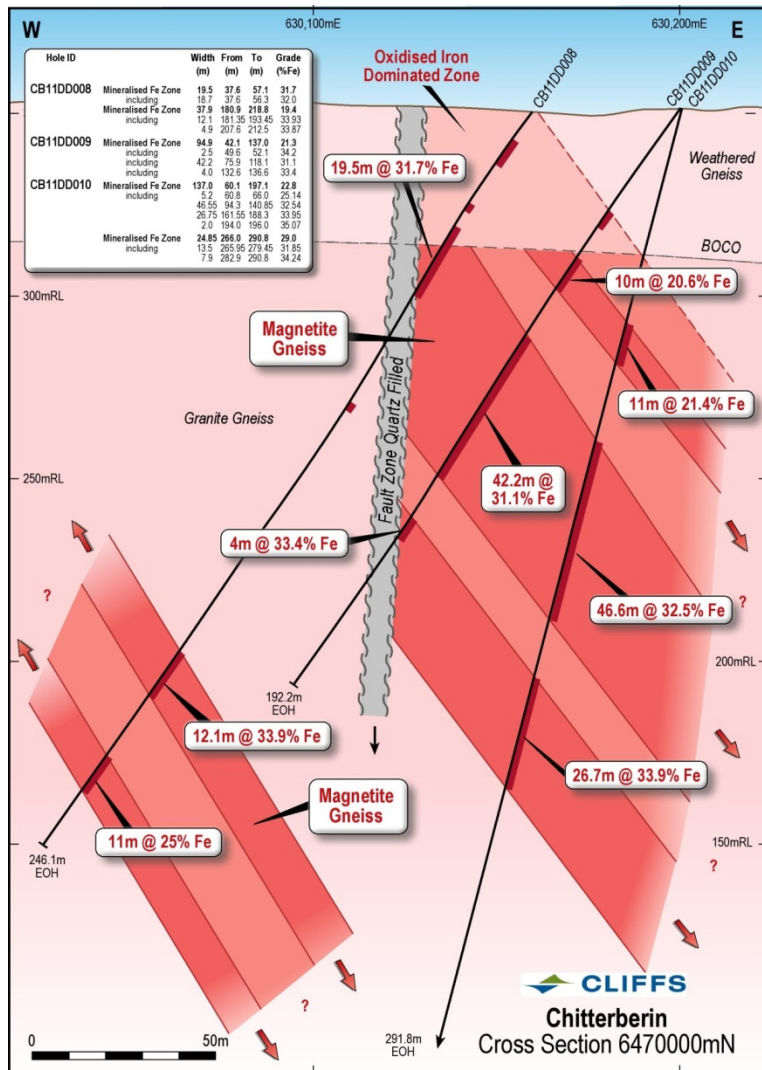 W
630,100mE
630,200mE
E
Hole ID Width (m) From (m) To (m) Grade (%Fe)
CB11DD008 Mineralised Fe Zone 19.5 37.6 57.1 31.7
including 18.7 37.6 56.3 32.0
Mineralised Fe Zone 37.9 180.9 218.8 19.4
including 12.1 181.35 193.45 33.93
4.9 207.6 212.5 33.87
CB11DD009 Mineralised Fe Zone 94.9 42.1 137.0 21.3
including 2.5 49.6 52.1 34.2
including 42.2 75.9 118.1 31.1
including 4.0 132.6 136.6 33.4
CB11DD010 Mineralised Fe Zone 137.0 60.1 197.1 22.8
including 5.2 60.8 66.0 25.14
46.55 94.3 140.85 32.54
26.75 161.55 188.3 33.95
2.0 194.0 196.0 35.07
Mineralised Fe Zone 24.85 266.0 290.8 29.0
including 13.5 265.95 279.45 31.85
7.9 282.9 290.8 34.24
Oxidised Iron
Dominated Zone
CB11DD008
CB11DD009
CB11DD010
19.5m @ 31.7% Fe
Weathered
Gneiss
BOCO
300mRL
10m @ 20.6% Fe
Magnetite
Gneiss
11m @ 21.4% Fe
Granite Gneiss
Fault Zone Quartz Filled
250mRL
42.2m @
31.1% Fe
4m @ 33.4% Fe
?
46.6m @ 32.5% Fe
?
200mRL
192.2m
EOH
12.1m @ 33.9% Fe
26.7m @ 33.9% Fe
Magnetite
Gneiss
11m @ 25% Fe
150mRL
246.1m
EOH
?
?
CLIFFS
Chitterberin
Cross Section 6470000mN
0
50m
291.8m
EOH